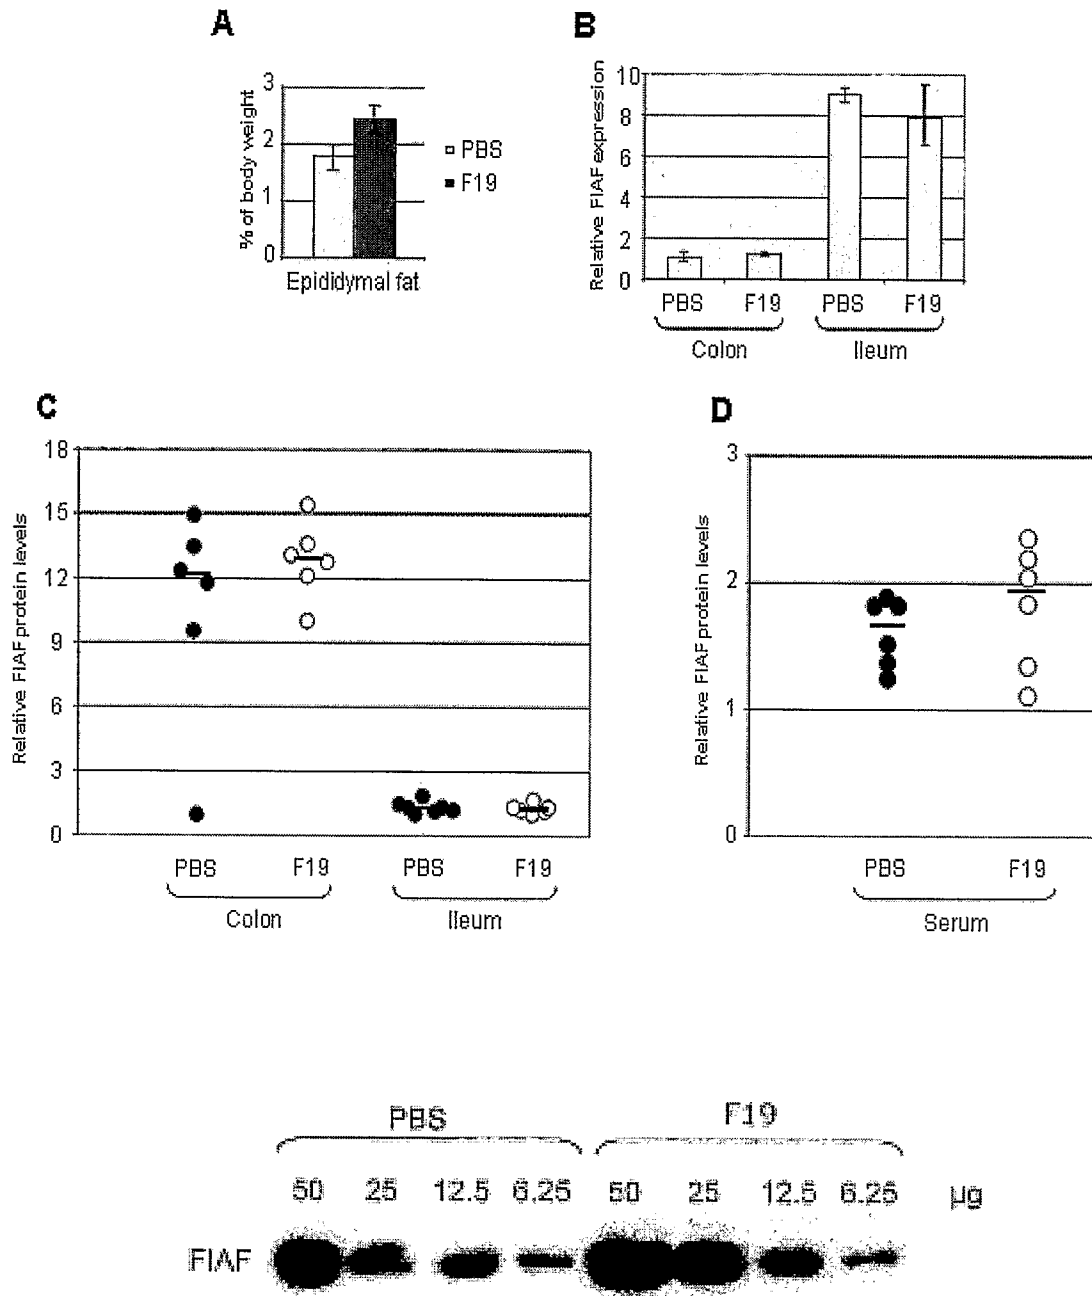 A
% of body weight
3
2
1
0
Epididymal fat
PBS
F19
B
Relative FIAF expression
10
8
6
4
2
0
PBS F19 PBS F19
Colon Ileum
C
Relative FIAF protein levels
18
15
12
9
6
3
0
PBS F19 PBS F19
Colon Ileum
D
Relative FIAF protein levels
3
2
1
0
PBS F19
Serum
PBS F19
50 25 12.5 6.25 50 25 12.5 6.25 µg
FIAF